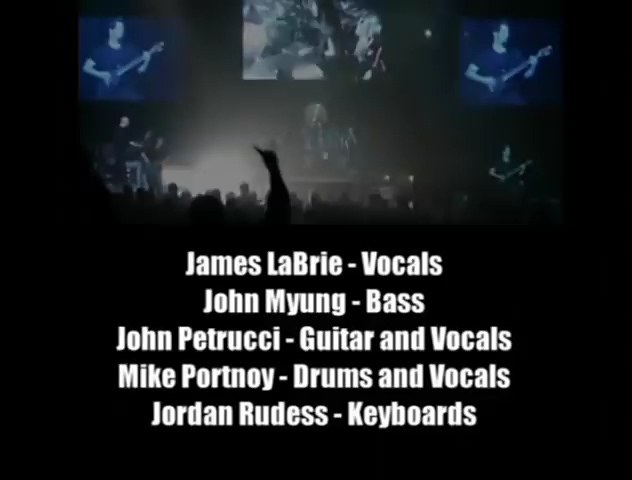 James LaBrie - Vocals
John Myung - Bass
John Petrucci - Guitar and Vocals
Mike Portnoy - Drums and Vocals
Jordan Rudess - Keyboards